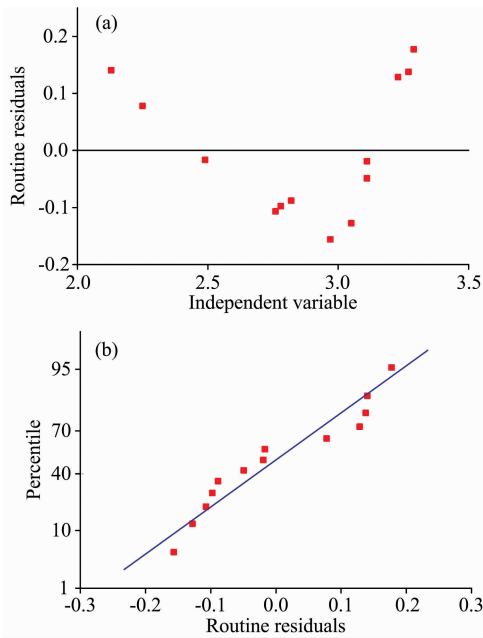 (a)
0.2
0.1
0.0
-0.1
-0.2
Routine residuals
2.0 2.5 3.0 3.5
Independent variable
(b)
95
70
40
10
1
Percentile
-0.3 -0.2 -0.1 0.0 0.1 0.2 0.3
Routine residuals